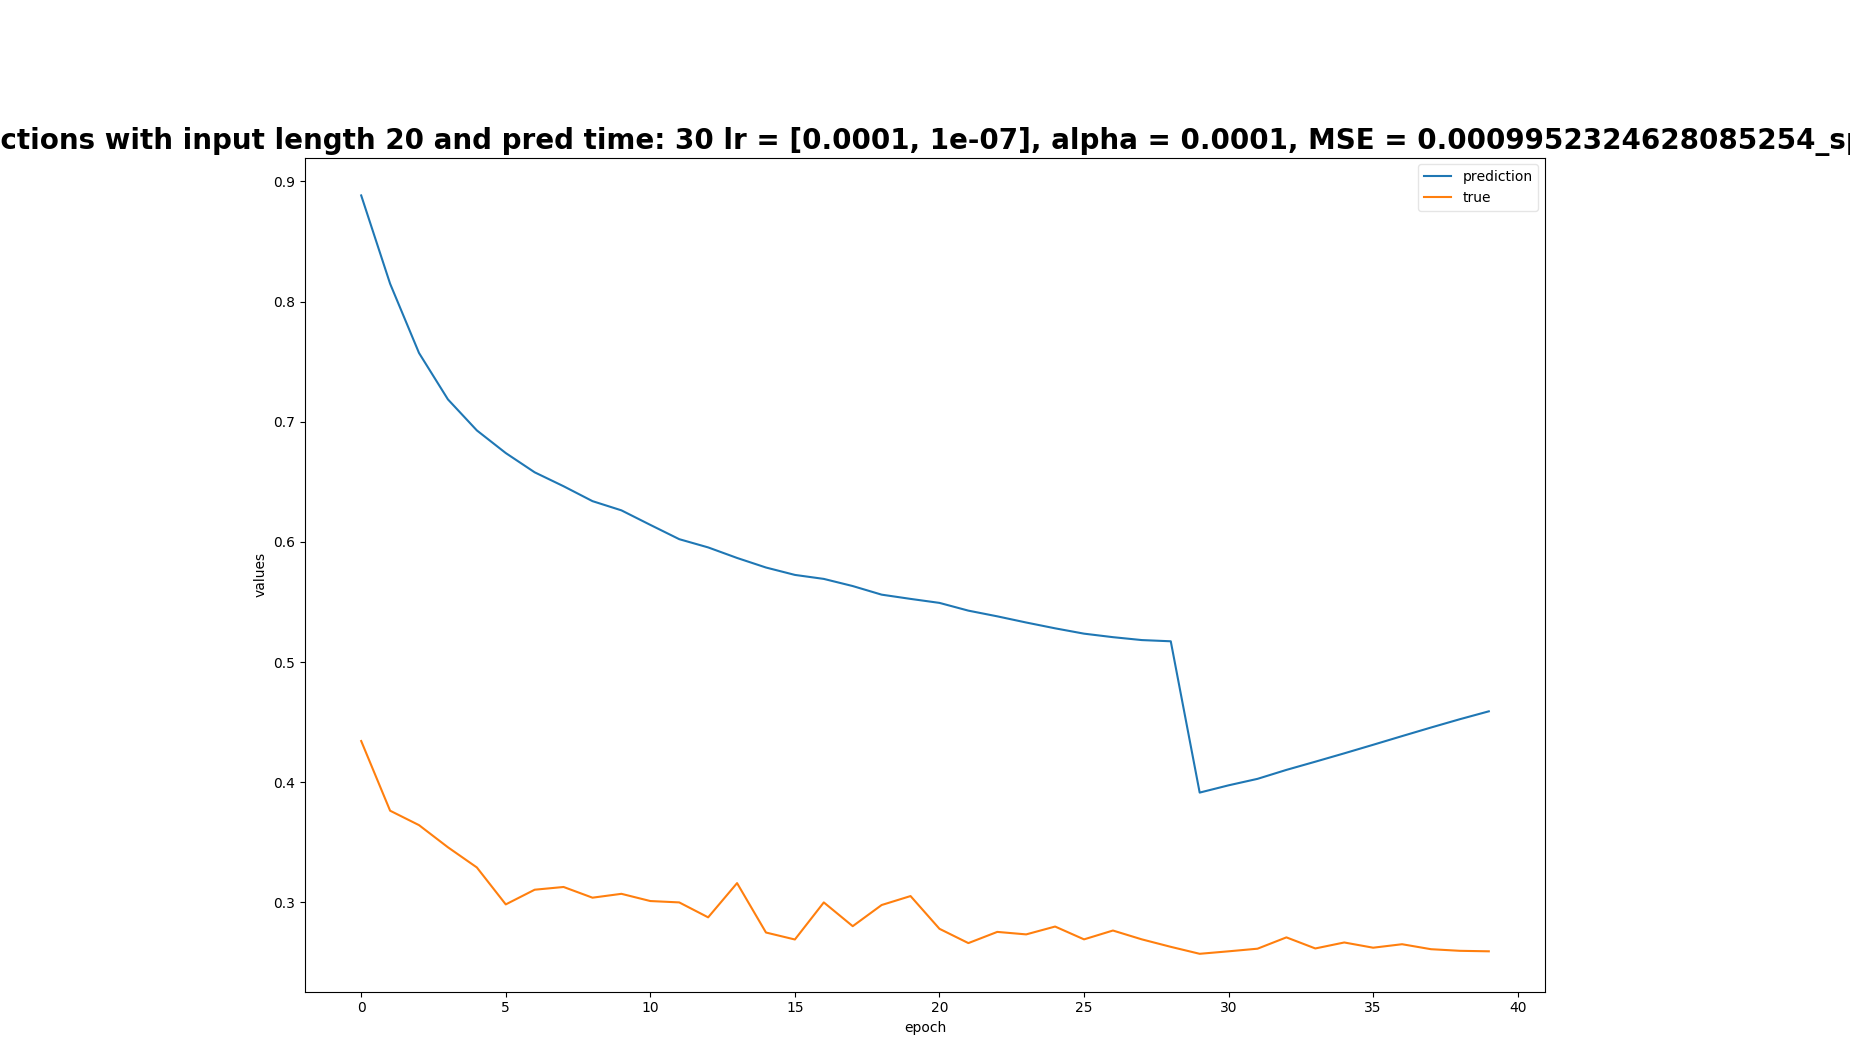 ctions with input length 20 and pred time: 30 lr = [0.0001, 1e-07], alpha = 0.0001, MSE = 0.0009952324628085254_sp
prediction
true
0.9
0.8
0.7
0.6
0.5
0.4
0.3
values
0 5 10 15 20 25 30 35 40
epoch